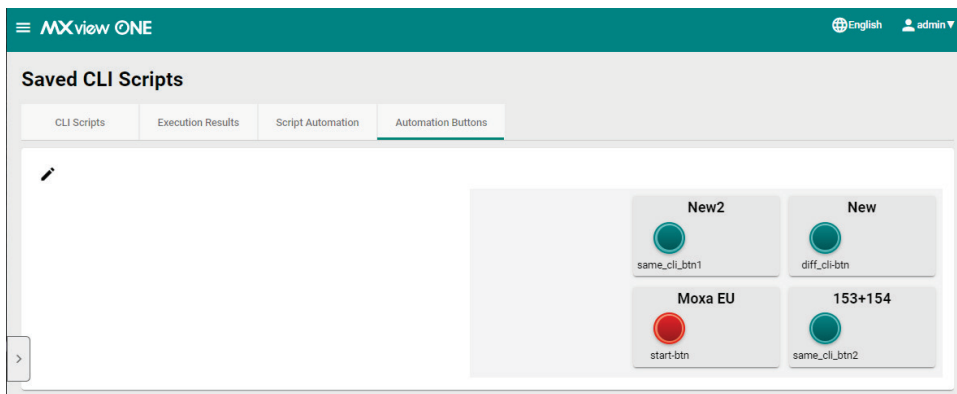 MXview ONE
English
admin
Saved CLI Scripts
CLI Scripts
Execution Results
Script Automation
Automation Buttons
New2
same_cli_btn1
New
diff_cli-btn
Moxa EU
start-btn
153+154
same_cli_btn2